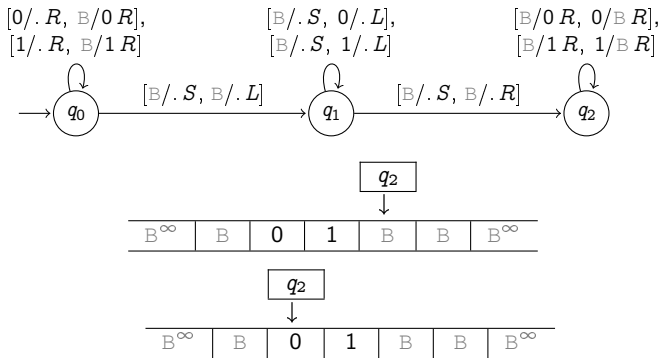 [0/. R, B/0 R], [B/. S, 0/. L], [B/0 R, 0/B R],
[1/. R, B/1 R] [B/. S, 1/. L] [B/1 R, 1/B R]
[B/. S, B/. L] [B/. S, B/. R]
q₀ q₁ q₂
q₂
B^∞ B 0 1 B B B^∞
q₂
B^∞ B 0 1 B B B^∞